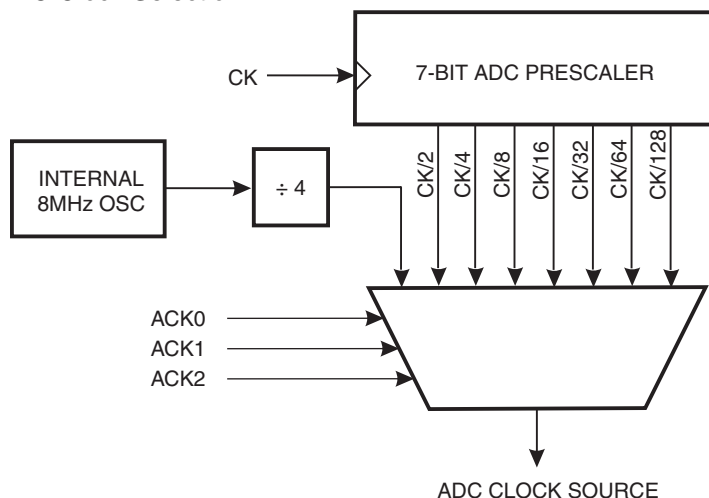 7-BIT ADC PRESCALER
CK
CK/2
CK/4
CK/8
CK/16
CK/32
CK/64
CK/128
INTERNAL
8MHz OSC
÷ 4
ACK0
ACK1
ACK2
ADC CLOCK SOURCE